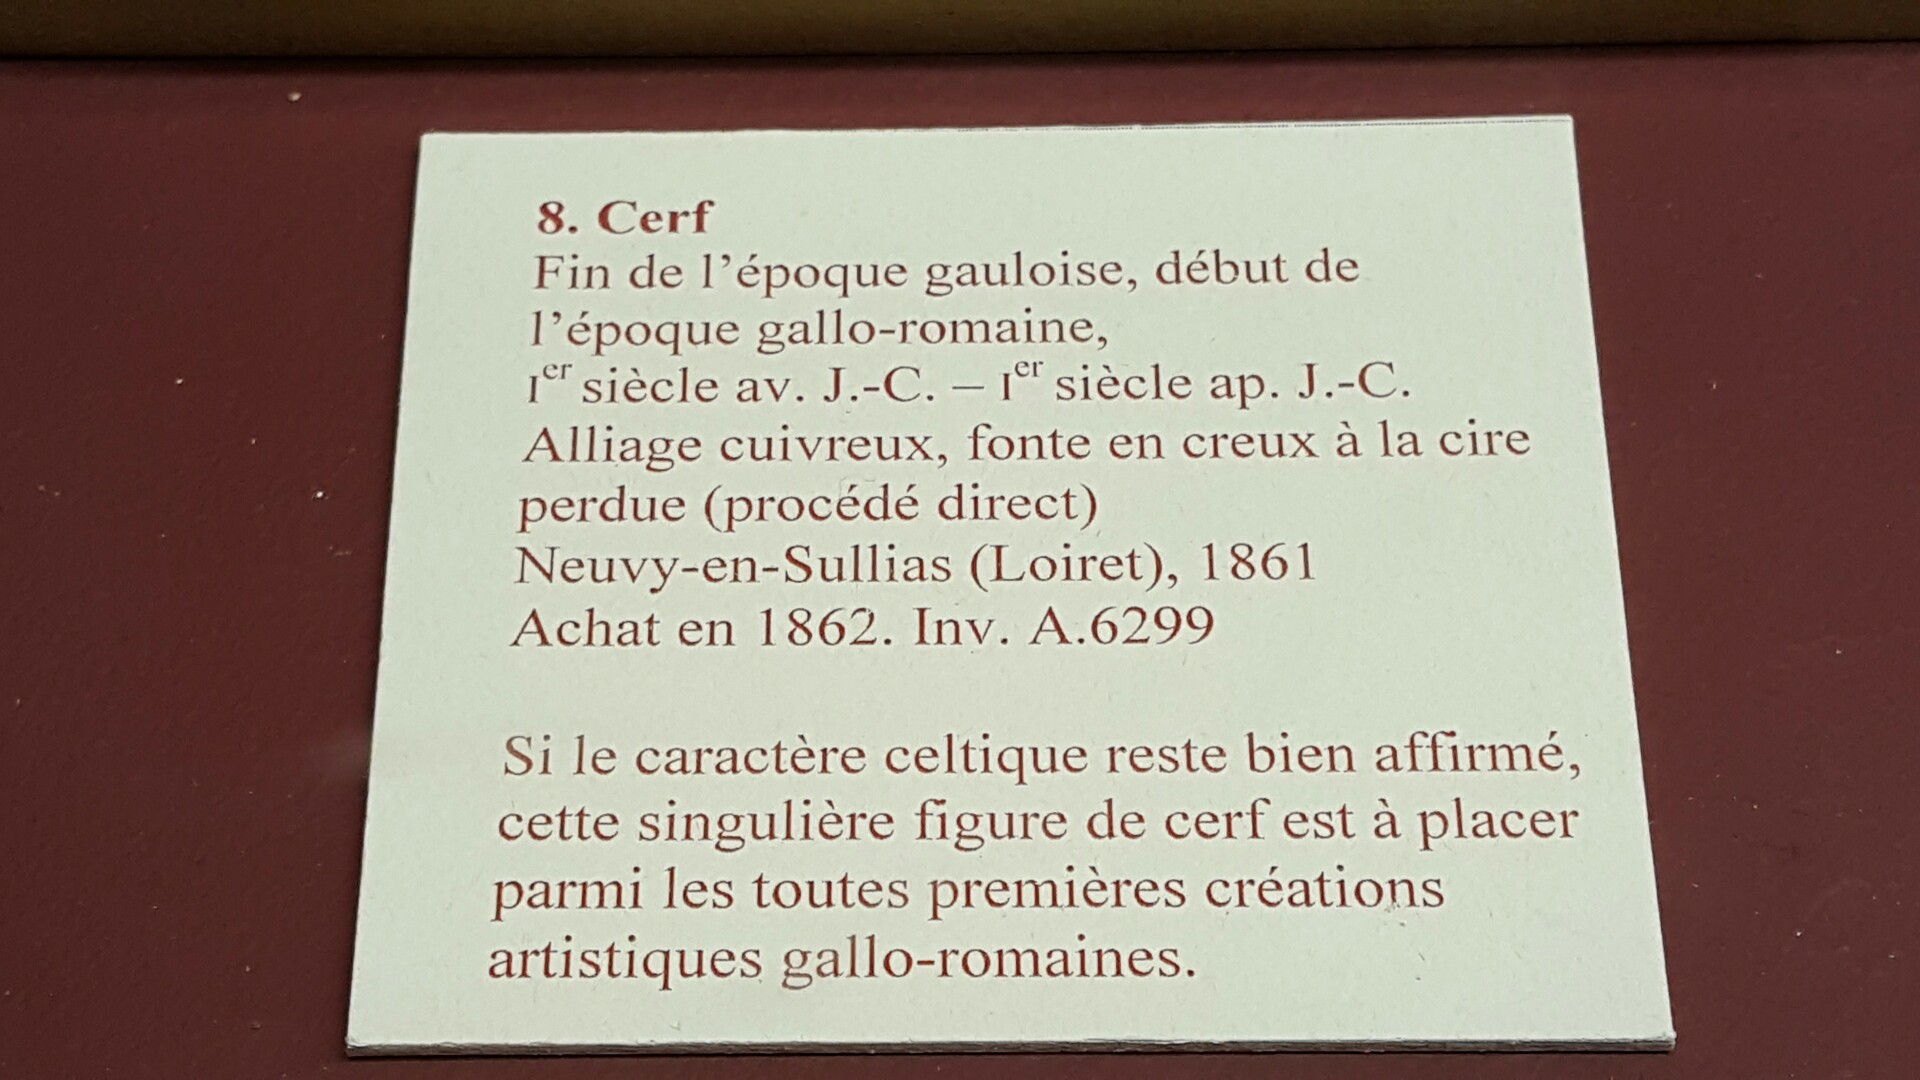 8. Cerf
Fin de l’époque gauloise, début de
l’époque gallo-romaine,
Ier siècle av. J.-C. – Ier siècle ap. J.-C.
Alliage cuivreux, fonte en creux à la cire
perdue (procédé direct)
Neuvy-en-Sullias (Loiret), 1861
Achat en 1862. Inv. A.6299
Si le caractère celtique reste bien affirmé,
cette singulière figure de cerf est à placer
parmi les toutes premières créations
artistiques gallo-romaines.